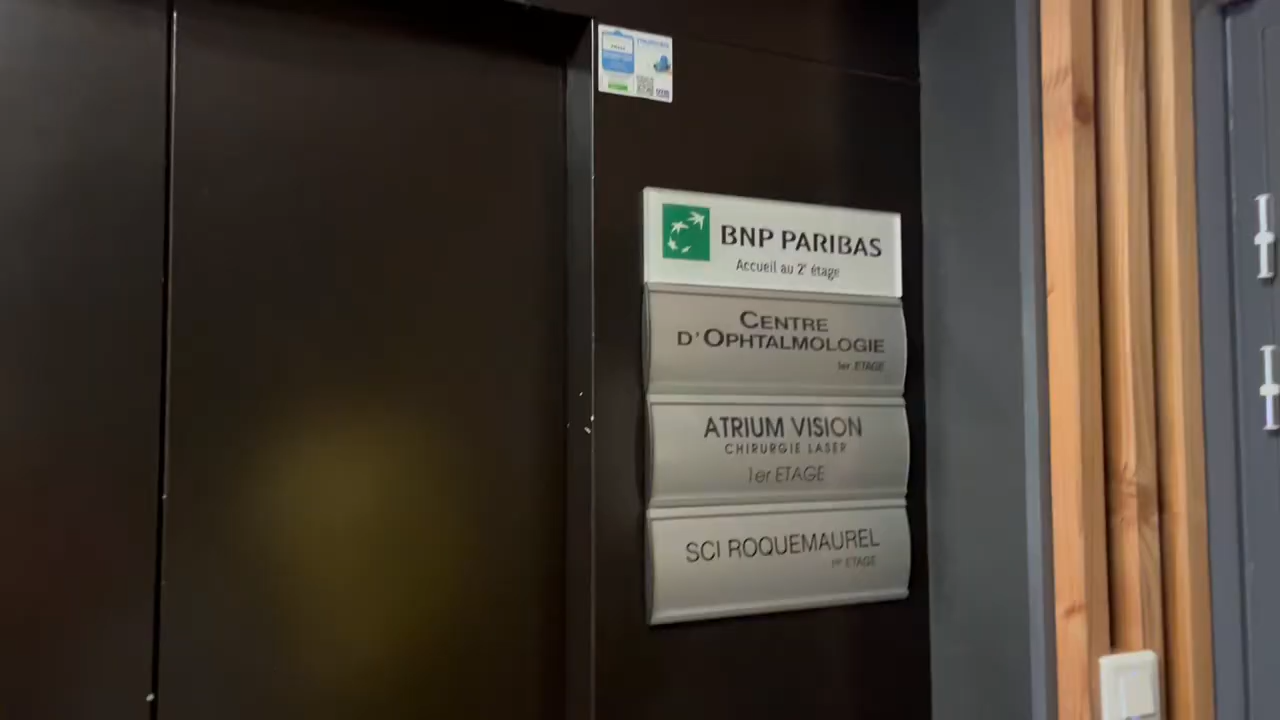 BNP PARIBAS
Accueil au 2e étage
CENTRE
D'OPHTALMOLOGIE
1er ETAGE
ATRIUM VISION
CHIRURGIE LASER
1er ETAGE
SCI ROQUEMAUREL
1er ETAGE